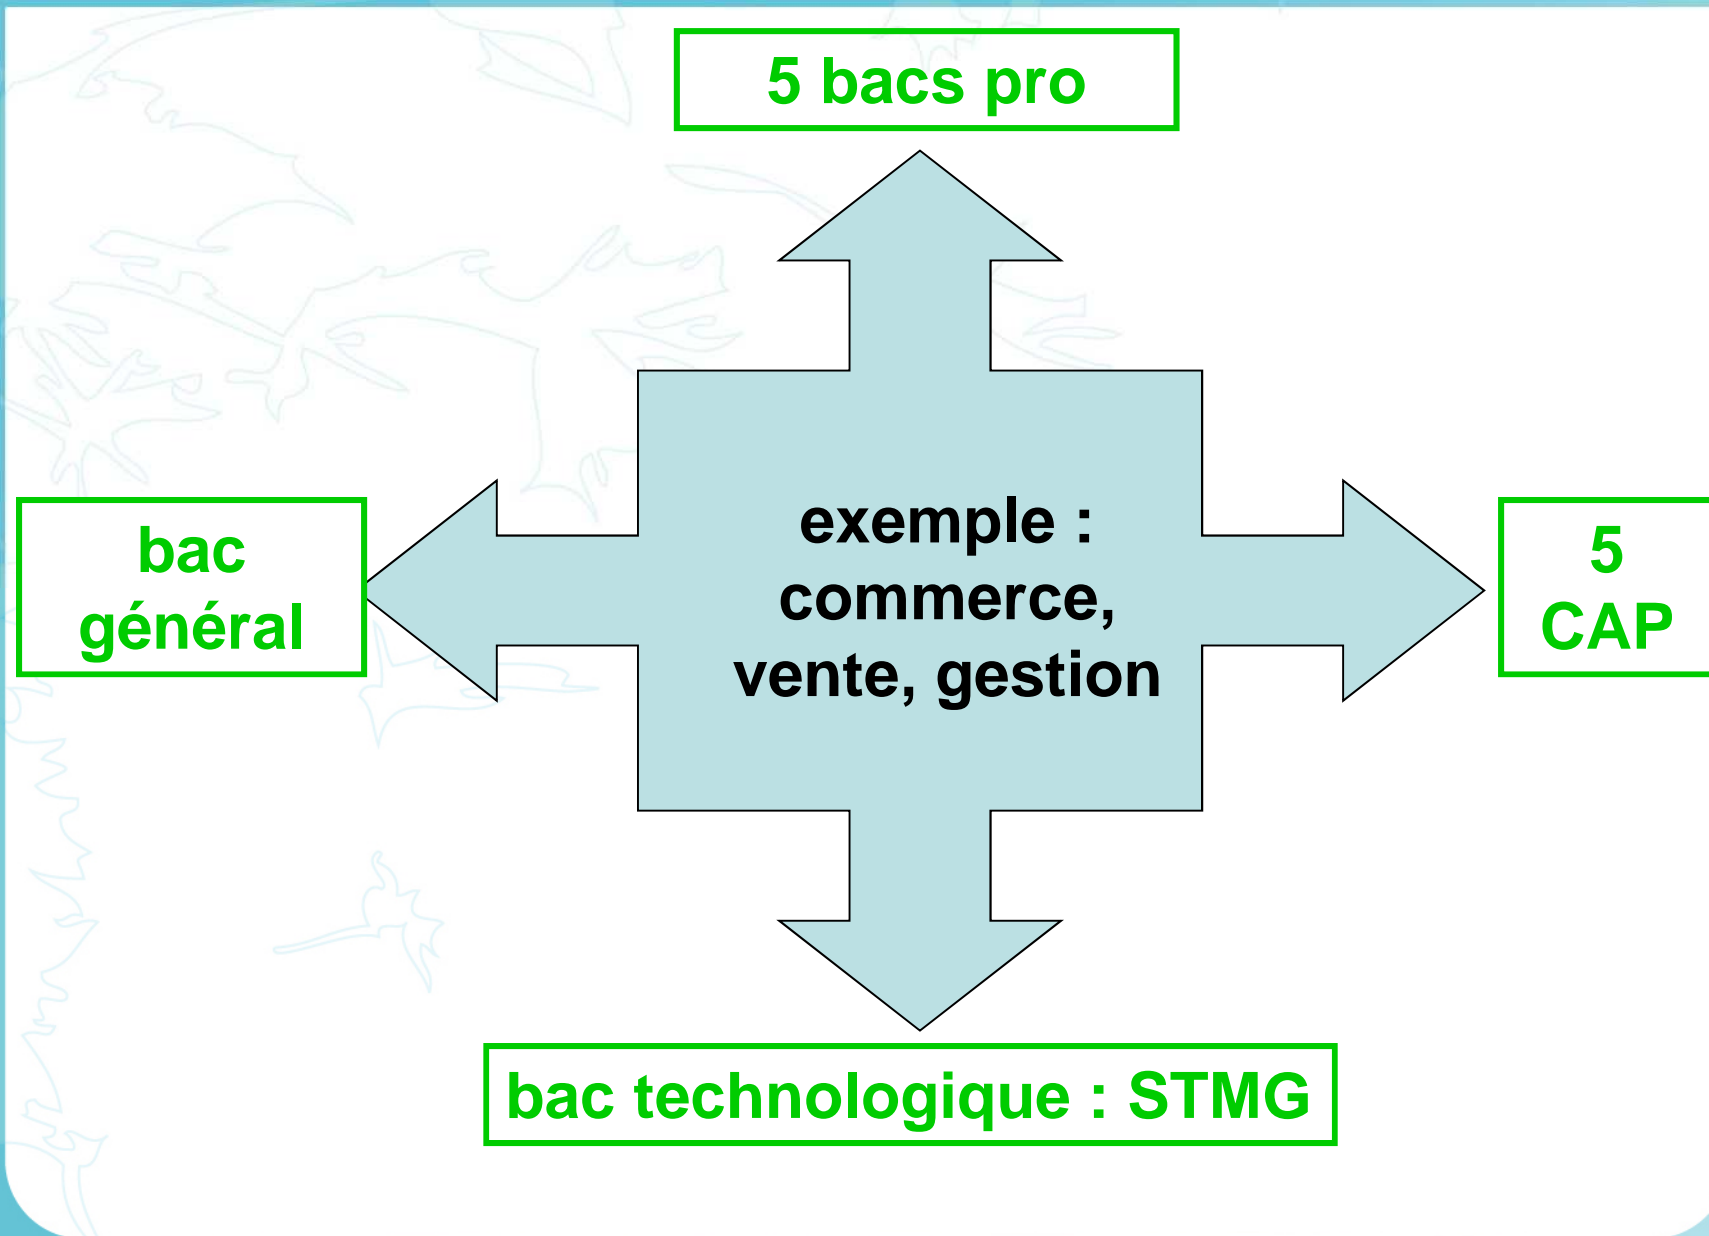 5 bacs pro
bac
général
exemple :
commerce,
vente, gestion
5
CAP
bac technologique : STMG